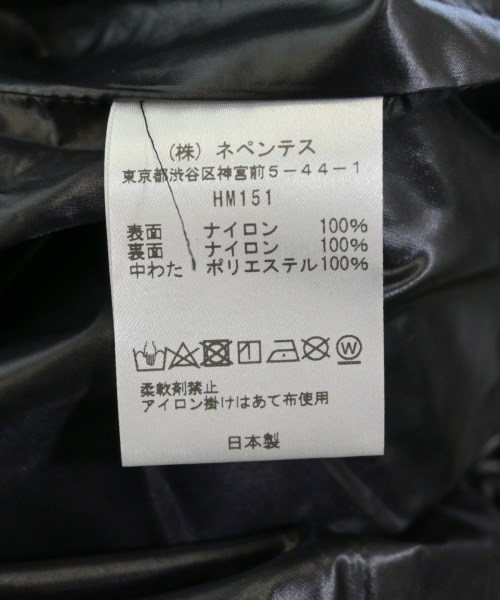 （株）ネペンテス
東京都渋谷区神宮前５－４４－１
HM151
表面 ナイロン 100%
裏面 ナイロン 100%
中わた ポリエステル100%
W
柔軟剤禁止
アイロン掛けはあて布使用
日本製